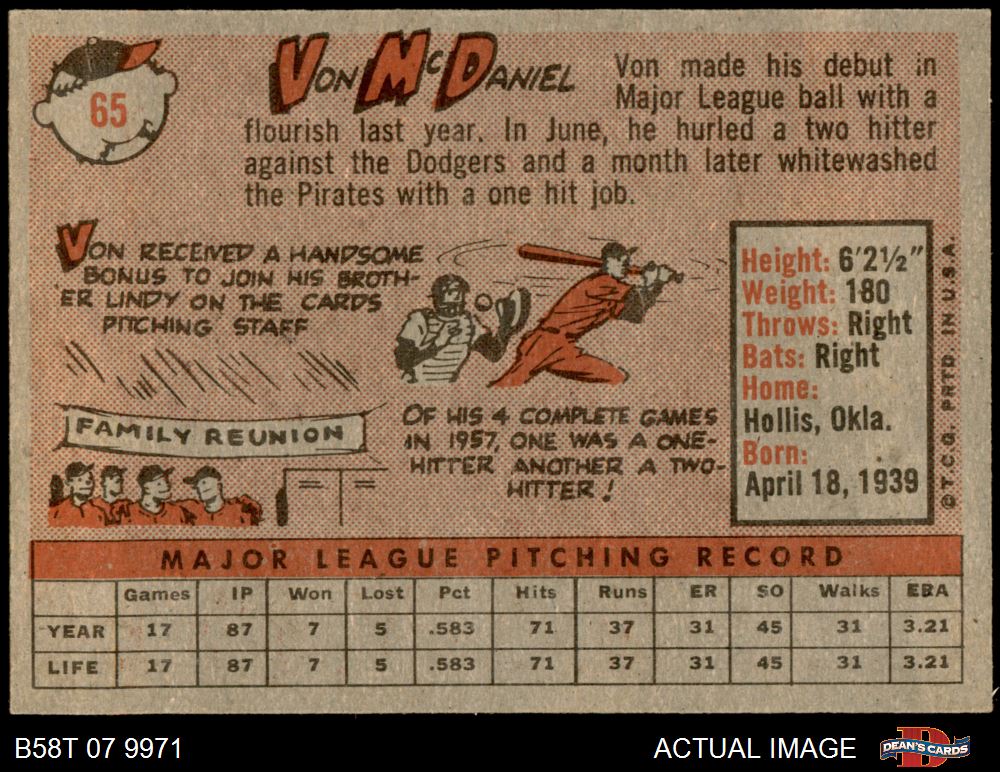 65
VON McDANIEL
Von made his debut in
Major League ball with a
flourish last year. In June, he hurled a two hitter
against the Dodgers and a month later whitewashed
the Pirates with a one hit job.
VON RECEIVED A HANDSOME
BONUS TO JOIN HIS BROTH-
ER LINDY ON THE CARDS
PITCHING STAFF
FAMILY REUNION
OF HIS 4 COMPLETE GAMES
IN 1957, ONE WAS A ONE-
HITTER ANOTHER A TWO-
HITTER!
Height: 6'2½"
Weight: 180
Throws: Right
Bats: Right
Home:
Hollis, Okla.
Born:
April 18, 1939
©T.C.G. PRTD. IN U.S.A.
MAJOR LEAGUE PITCHING RECORD
Games IP Won Lost Pct Hits Runs ER SO Walks ERA
YEAR 17 87 7 5 .583 71 37 31 45 31 3.21
LIFE 17 87 7 5 .583 71 37 31 45 31 3.21
B58T 07 9971 ACTUAL IMAGE D DEAN'S CARDS